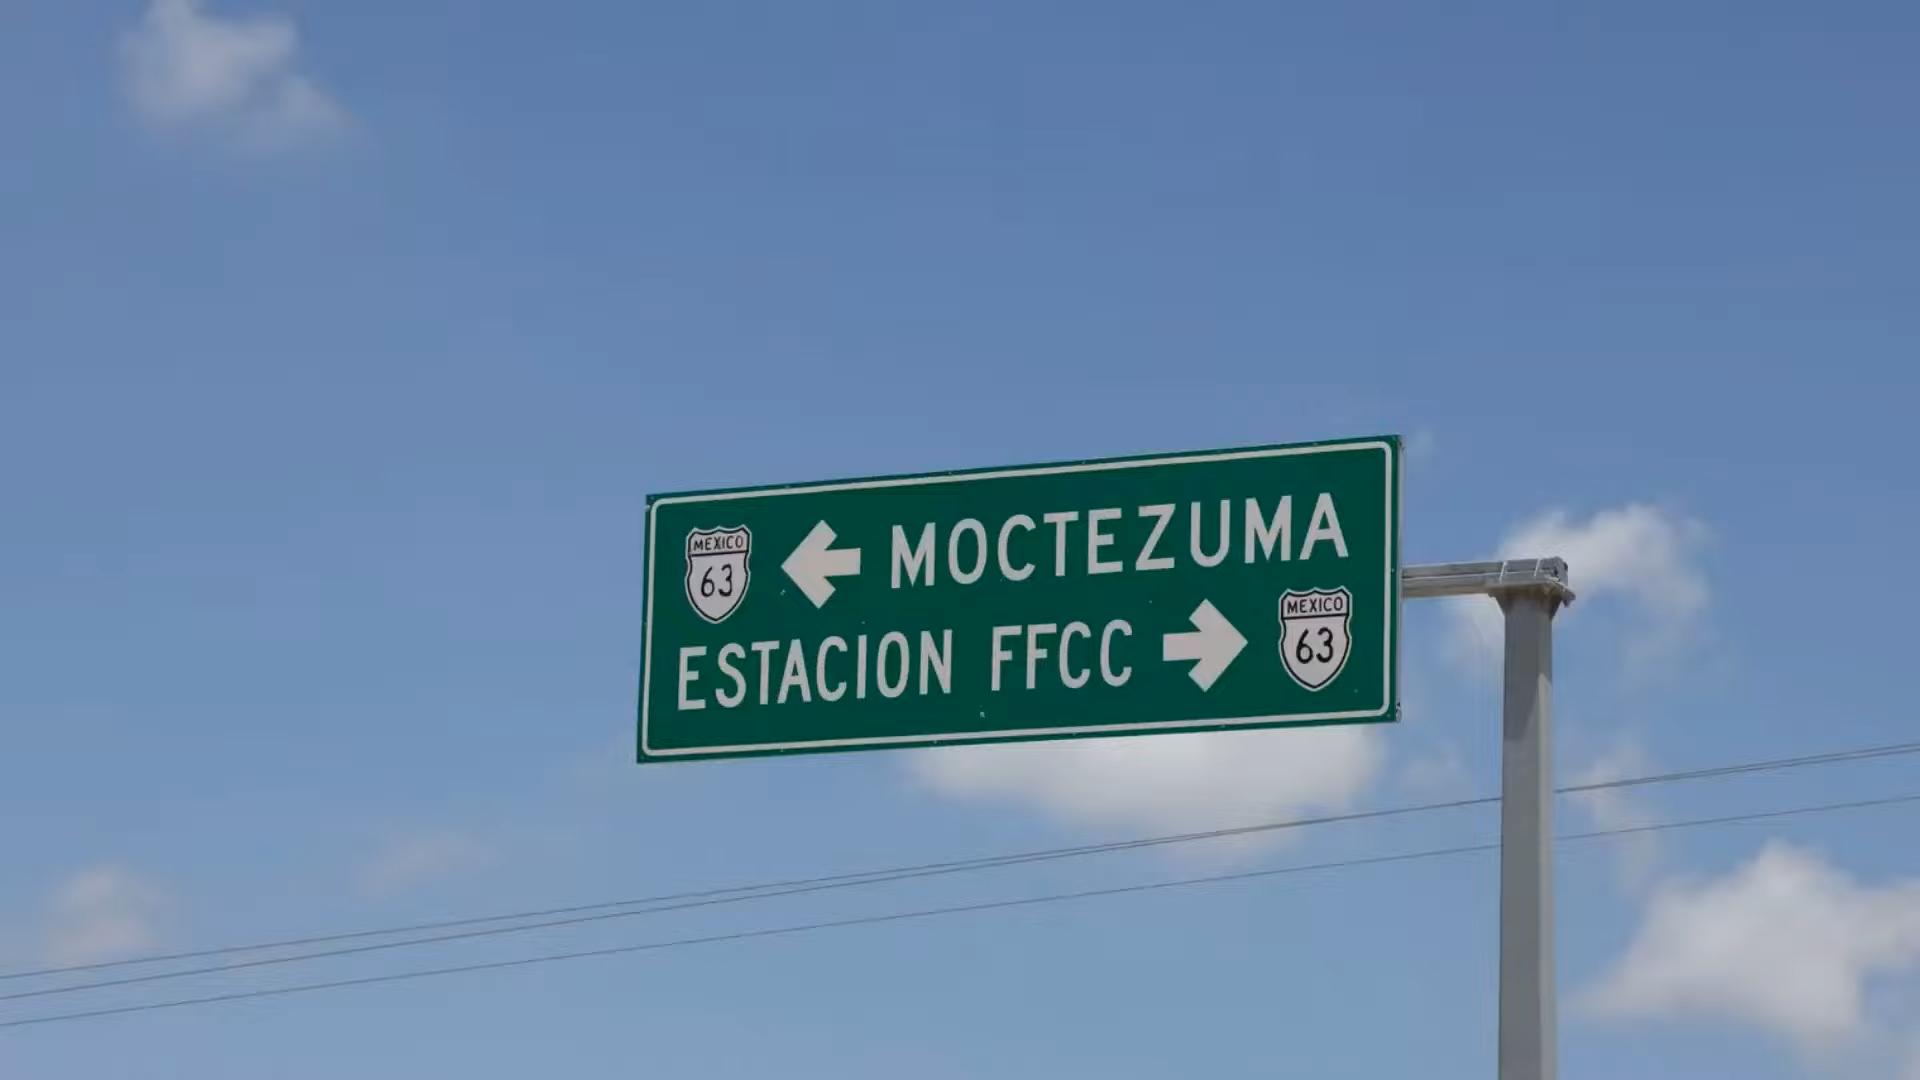 MEXICO
63
MOCTEZUMA
ESTACION FFCC
MEXICO
63